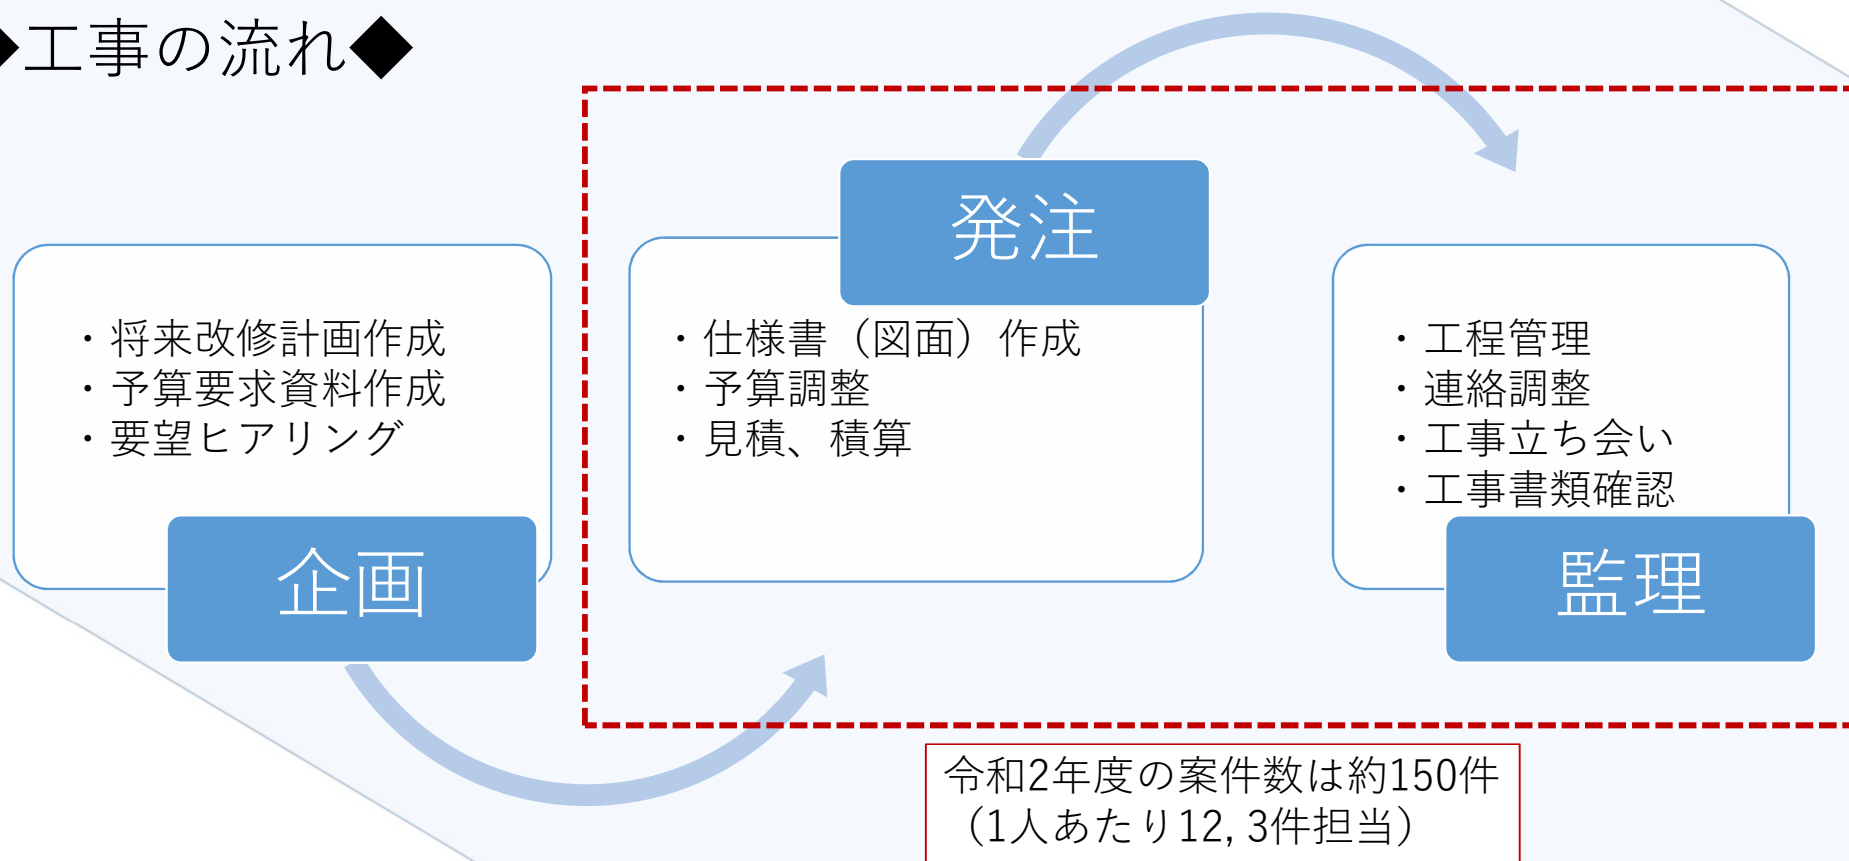 ◆工事の流れ◆
・将来改修計画作成
・予算要求資料作成
・要望ヒアリング
企画
発注
・仕様書（図面）作成
・予算調整
・見積、積算
・工程管理
・連絡調整
・工事立ち会い
・工事書類確認
監理
令和2年度の案件数は約150件
（1人あたり12, 3件担当）